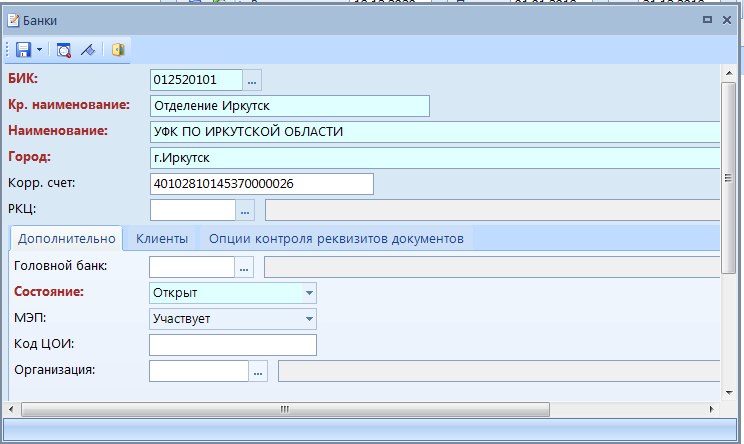 Банки
БИК: 012520101 ...
Кр. наименование: Отделение Иркутск
Наименование: УФК ПО ИРКУТСКОЙ ОБЛАСТИ
Город: г.Иркутск
Корр. счет: 40102810145370000026
РКЦ: ...
Дополнительно Клиенты Опции контроля реквизитов документов
Головной банк: ...
Состояние: Открыт
МЭП: Участвует
Код ЦОИ:
Организация: ...